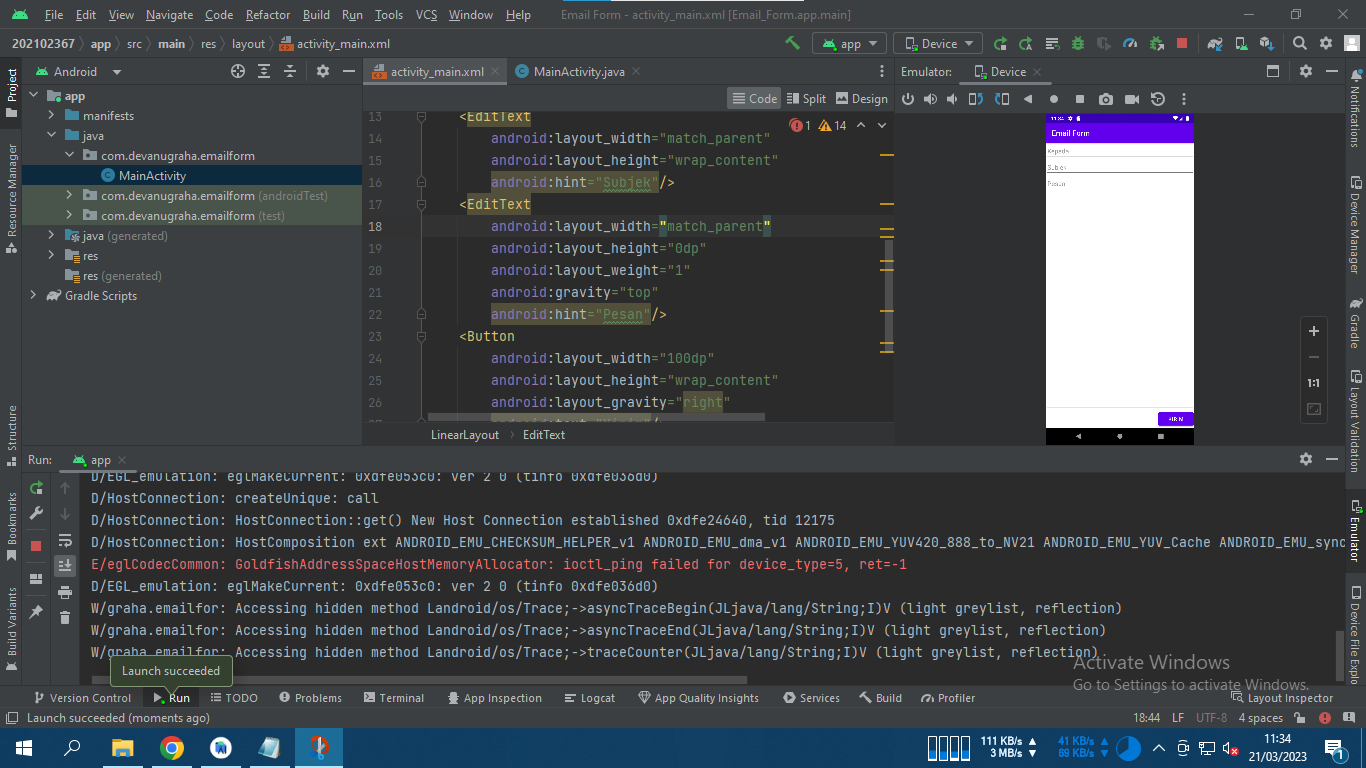 File Edit View Navigate Code Refactor Build Run Tools VCS Window Help Email Form - activity_main.xml [Email_Form.app.main]
202102367 app src main res layout activity_main.xml app Device
Android
activity_main.xml MainActivity.java
Emulator: Device
Code Split Design
Project
Resource Manager
Structure
Bookmarks
Build Variants
app
manifests
java
com.devanugraha.emailform
MainActivity
com.devanugraha.emailform (androidTest)
com.devanugraha.emailform (test)
java (generated)
res
res (generated)
Gradle Scripts
1 14
13 <EditText
14 android:layout_width="match_parent"
15 android:layout_height="wrap_content"
16 android:hint="Subjek"/>
17 <EditText
18 android:layout_width="match_parent"
19 android:layout_height="0dp"
20 android:layout_weight="1"
21 android:gravity="top"
22 android:hint="Pesan"/>
23 <Button
24 android:layout_width="100dp"
25 android:layout_height="wrap_content"
26 android:layout_gravity="right"
LinearLayout EditText
11:34
Email Form
Kepada
Subjek
Pesan
KIRIM
1:1
Notifications
Device Manager
Gradle
Layout Validation
Emulator
Device File Explo
Run: app
D/EGL_emulation: eglMakeCurrent: 0xdfe053c0: ver 2 0 (tinfo 0xdfe036d0)
D/HostConnection: createUnique: call
D/HostConnection: HostConnection::get() New Host Connection established 0xdfe24640, tid 12175
D/HostConnection: HostComposition ext ANDROID_EMU_CHECKSUM_HELPER_v1 ANDROID_EMU_dma_v1 ANDROID_EMU_YUV420_888_to_NV21 ANDROID_EMU_YUV_Cache ANDROID_EMU_sync
E/eglCodecCommon: GoldfishAddressSpaceHostMemoryAllocator: ioctl_ping failed for device_type=5, ret=-1
D/EGL_emulation: eglMakeCurrent: 0xdfe053c0: ver 2 0 (tinfo 0xdfe036d0)
W/graha.emailfor: Accessing hidden method Landroid/os/Trace;->asyncTraceBegin(JLjava/lang/String;I)V (light greylist, reflection)
W/graha.emailfor: Accessing hidden method Landroid/os/Trace;->asyncTraceEnd(JLjava/lang/String;I)V (light greylist, reflection)
W/graha.emailfor: Accessing hidden method Landroid/os/Trace;->traceCounter(JLjava/lang/String;I)V (light greylist, reflection)
Launch succeeded
Activate Windows
Go to Settings to activate Windows.
Version Control Run TODO Problems Terminal App Inspection Logcat App Quality Insights Services Build Profiler Layout Inspector
Launch succeeded (moments ago) 18:44 LF UTF-8 4 spaces
111 KB/s 41 KB/s
3 MB/s 69 KB/s
11:34
21/03/2023
1